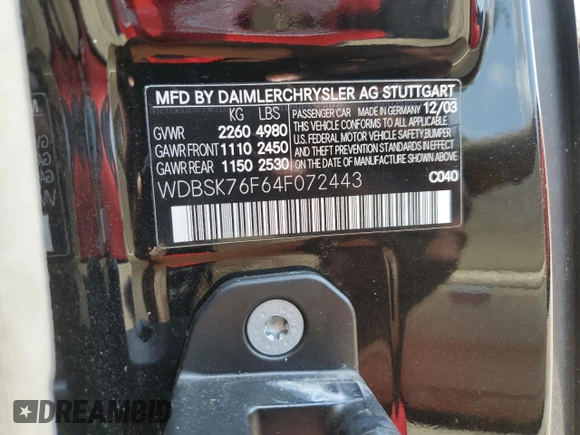 MFD BY DAIMLERCHRYSLER AG STUTTGART
KG LBS
GVWR 2260 4980
GAWR FRONT 1110 2450
GAWR REAR 1150 2530
PASSENGER CAR MADE IN GERMANY 12/03
THIS VEHICLE CONFORMS TO ALL APPLICABLE
U.S. FEDERAL MOTOR VEHICLE SAFETY, BUMPER
AND THEFT PREVENTION STANDARDS IN EFFECT
ON THE DATE OF MANUFACTURE SHOWN ABOVE
WDBSK76F64F072443 C040
DREAMBID